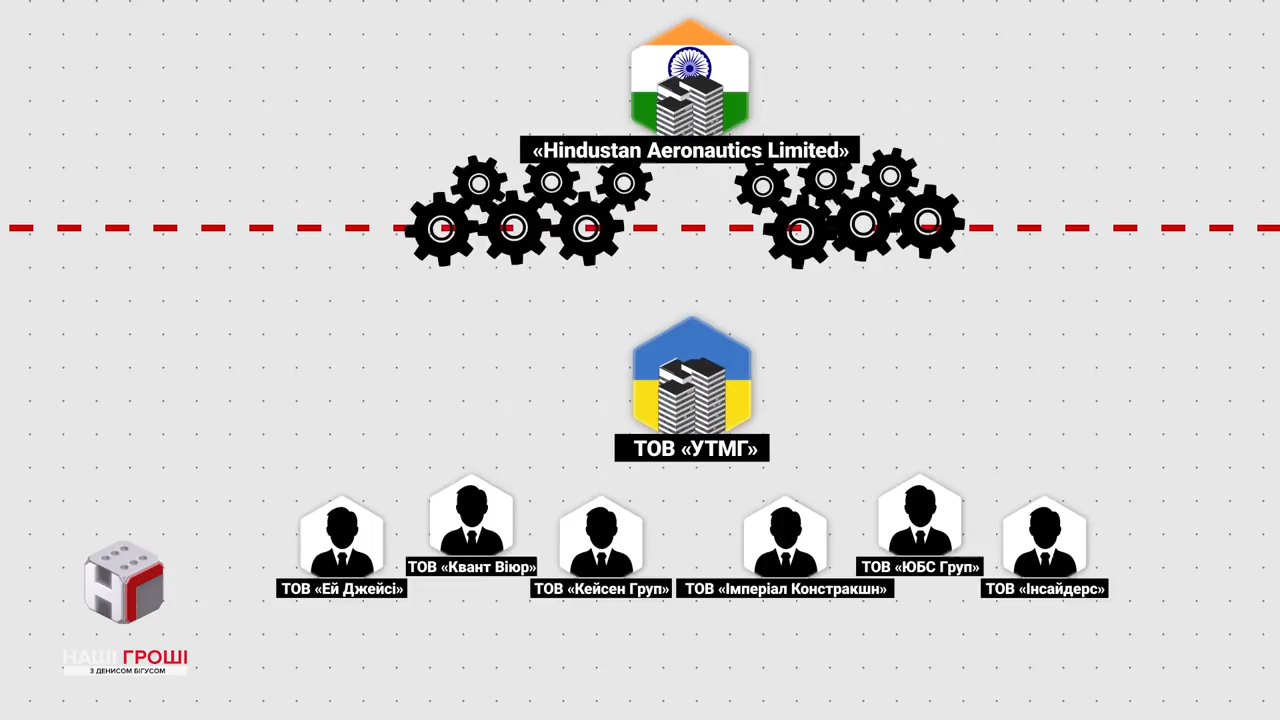 «Hindustan Aeronautics Limited»
ТОВ «УТМГ»
ТОВ «Ей Джейсі»
ТОВ «Квант Віюр»
ТОВ «Кейсен Груп»
ТОВ «Імперіал Констракшн»
ТОВ «ЮБС Груп»
ТОВ «Інсайдерс»
НАШІ ГРОШІ
З ДЕНИСОМ БІГУСОМ